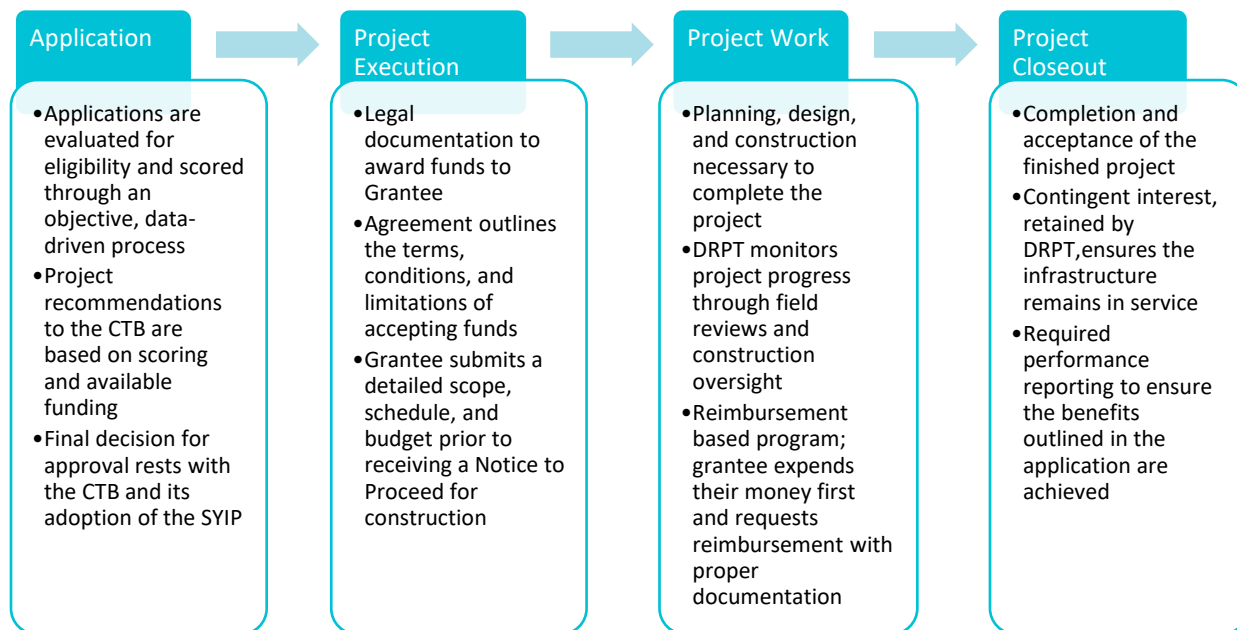 Application
•Applications are
evaluated for
eligibility and scored
through an
objective, data-
driven process
•Project
recommendations
to the CTB are
based on scoring
and available
funding
•Final decision for
approval rests with
the CTB and its
adoption of the SYIP
Project
Execution
•Legal
documentation to
award funds to
Grantee
•Agreement outlines
the terms,
conditions, and
limitations of
accepting funds
•Grantee submits a
detailed scope,
schedule, and
budget prior to
receiving a Notice to
Proceed for
construction
Project Work
•Planning, design,
and construction
necessary to
complete the
project
•DRPT monitors
project progress
through field
reviews and
construction
oversight
•Reimbursement
based program;
grantee expends
their money first
and requests
reimbursement with
proper
documentation
Project
Closeout
•Completion and
acceptance of the
finished project
•Contingent interest,
retained by
DRPT,ensures the
infrastructure
remains in service
•Required
performance
reporting to ensure
the benefits
outlined in the
application are
achieved